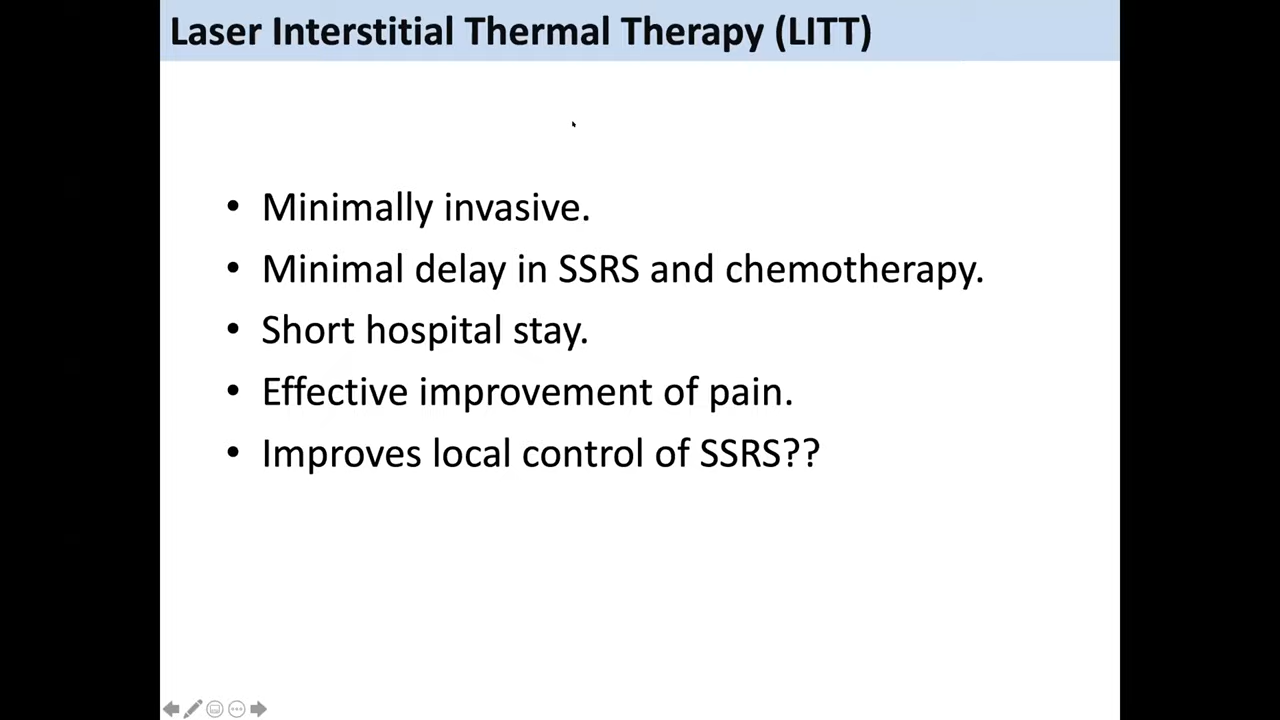 Laser Interstitial Thermal Therapy (LITT)
• Minimally invasive.
• Minimal delay in SSRS and chemotherapy.
• Short hospital stay.
• Effective improvement of pain.
• Improves local control of SSRS??